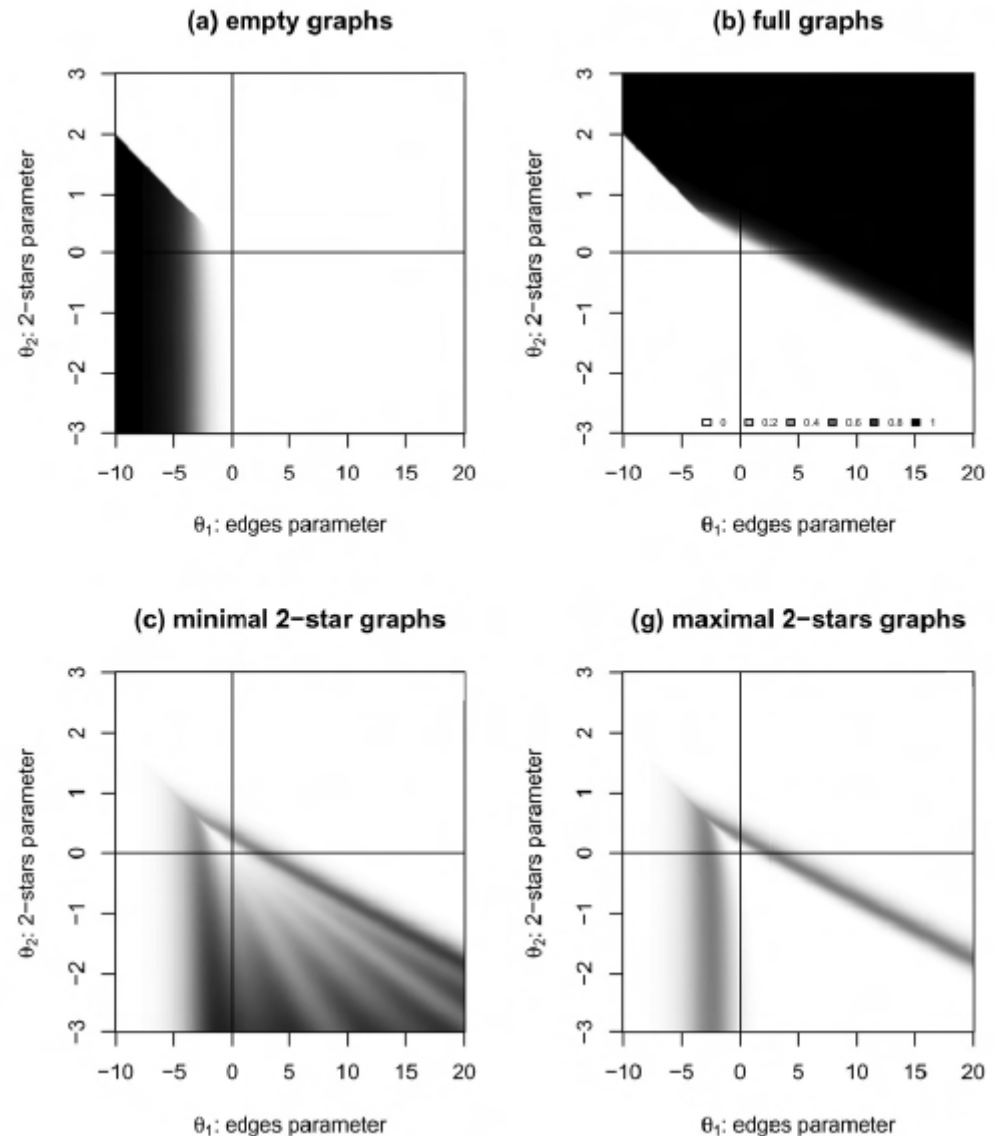 (a) empty graphs
3
2
1
0
−1
−2
−3
θ₂: 2−stars parameter
−10 −5 0 5 10 15 20
θ₁: edges parameter
(b) full graphs
3
2
1
0
−1
−2
−3
θ₂: 2−stars parameter
0 0.2 0.4 0.6 0.8 1
−10 −5 0 5 10 15 20
θ₁: edges parameter
(c) minimal 2−star graphs
3
2
1
0
−1
−2
−3
θ₂: 2−stars parameter
−10 −5 0 5 10 15 20
θ₁: edges parameter
(g) maximal 2−stars graphs
3
2
1
0
−1
−2
−3
θ₂: 2−stars parameter
−10 −5 0 5 10 15 20
θ₁: edges parameter